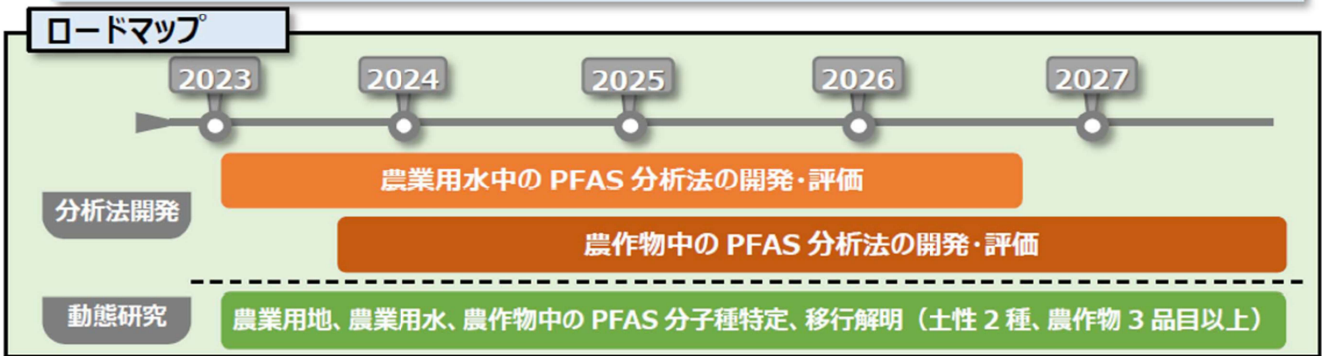 ロードマップ
2023 2024 2025 2026 2027
農業用水中の PFAS 分析法の開発・評価
分析法開発
農作物中の PFAS 分析法の開発・評価
動態研究
農業用地、農業用水、農作物中の PFAS 分子種特定、移行解明（土性 2 種、農作物 3 品目以上）